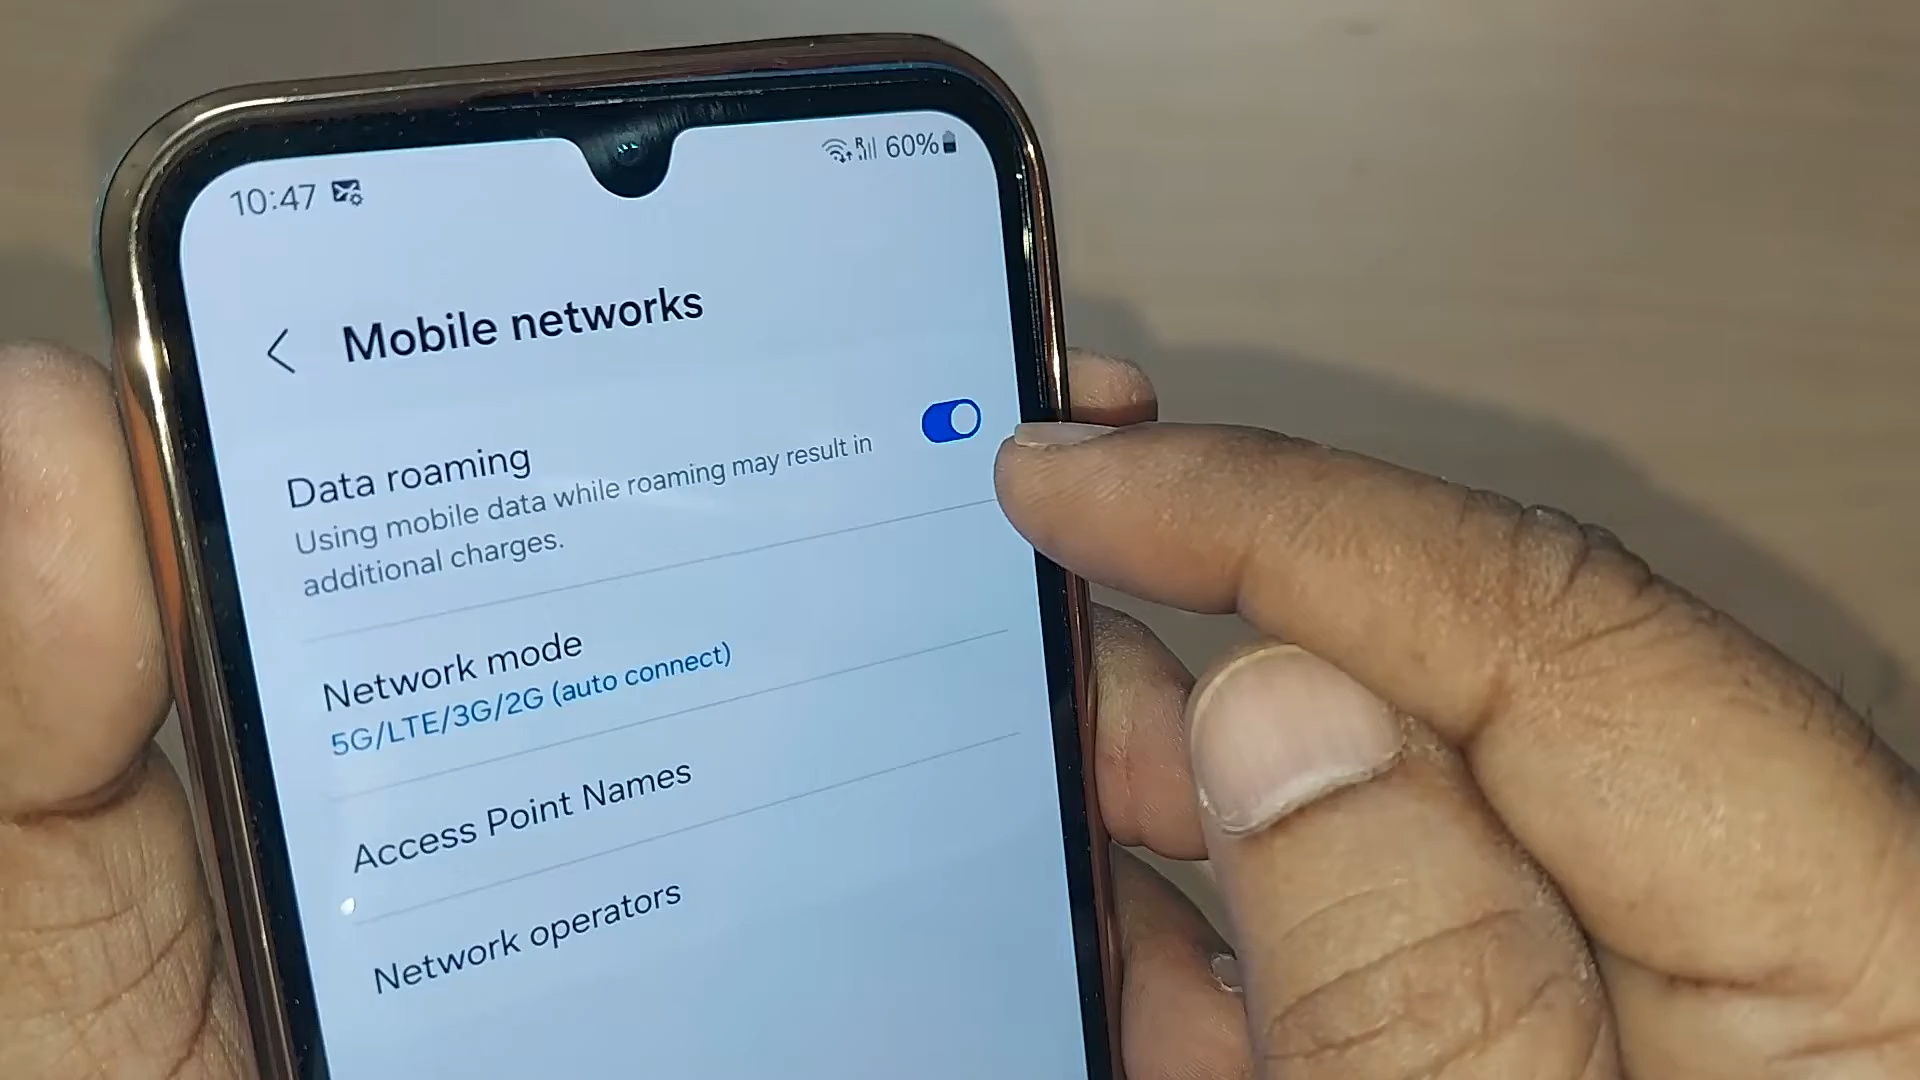 10:47
R 60%
Mobile networks
Data roaming
Using mobile data while roaming may result in
additional charges.
Network mode
5G/LTE/3G/2G (auto connect)
Access Point Names
Network operators